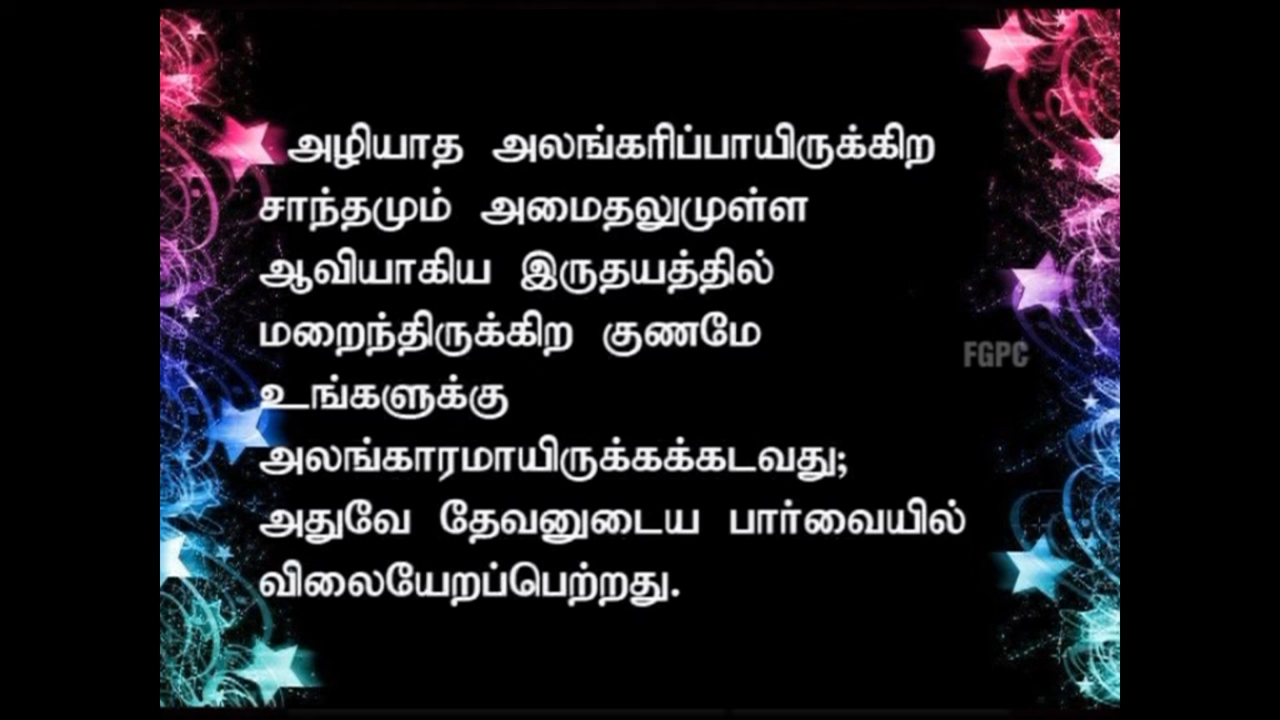 அழியாத அலங்கரிப்பாயிருக்கிற
சாந்தமும் அமைதலுமுள்ள
ஆவியாகிய இருதயத்தில்
மறைந்திருக்கிற குணமே
உங்களுக்கு
அலங்காரமாயிருக்கக்கடவது;
அதுவே தேவனுடைய பார்வையில்
விலையேறப்பெற்றது.
FGPC